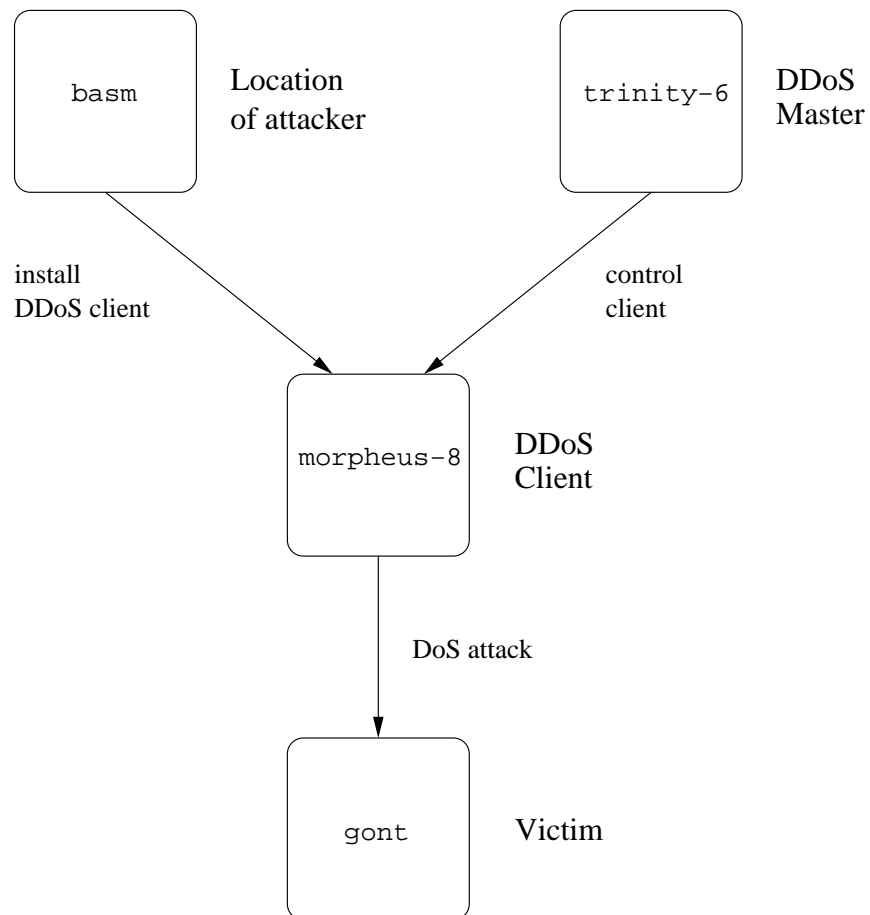 basm
Location
of attacker
trinity−6
DDoS
Master
install
DDoS client
control
client
morpheus−8
DDoS
Client
DoS attack
gont
Victim